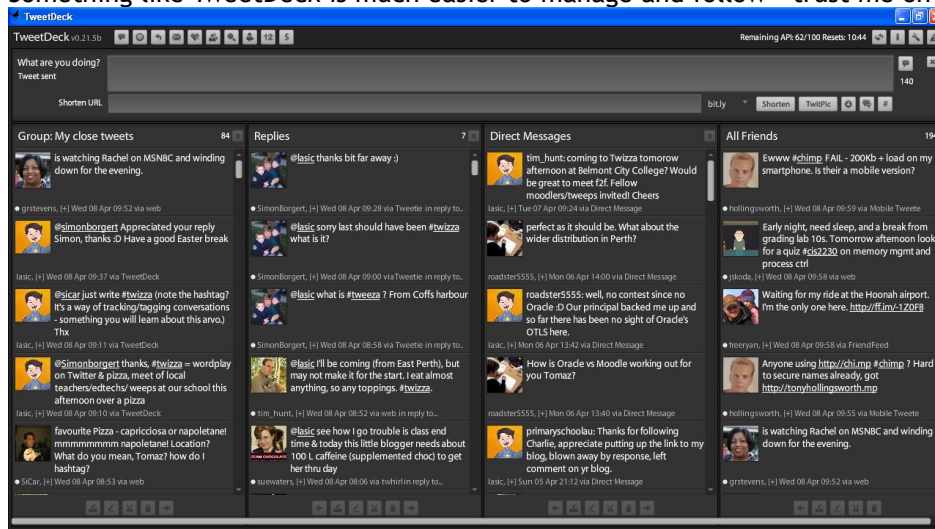 something like TweetDeck is much easier to manage and follow - trust me on
TweetDeck
TweetDeck v0.21.5b
12
S
Remaining API: 62/100 Resets: 10:44
What are you doing?
Tweet sent
140
Shorten URL
bit.ly
Shorten
TwitPic
#
Group: My close tweets 84
is watching Rachel on MSNBC and winding
down for the evening.
grstevens, [+] Wed 08 Apr 09:52 via web
@symonborgert Appreciated your reply
Simon, thanks :D Have a good Easter break
lasic, [+] Wed 08 Apr 09:37 via TweetDeck
@sicar just write #twizza (note the hashtag?
It's a way of tracking/tagging conversations
- something you will learn about this arvo.)
Thx
lasic, [+] Wed 08 Apr 09:11 via TweetDeck
@Simonborgert thanks, #twizza = wordplay
on Twitter & pizza, meet of local
teachers/edtechs/ weeps at our school this
afternoon over a pizza
lasic, [+] Wed 08 Apr 09:10 via TweetDeck
favourite Pizza - capricciosa or napoletane!
mmmmmmmm napoletane! Location?
What do you mean, Tomaz? how do I
hashtag?
SiCar, [+] Wed 08 Apr 08:53 via web
Replies 7
@lasic thanks bit far away :)
SimonBorgert, [+] Wed 08 Apr 09:28 via Tweetie in reply to..
@lasic sorry last should have been #twizza
what is it?
SimonBorgert, [+] Wed 08 Apr 09:00 via Tweetie in reply to..
@lasic what is #tweeza ? From Coffs harbour
SimonBorgert, [+] Wed 08 Apr 08:58 via Tweetie in reply to..
@lasic I'll be coming (from East Perth), but
may not make it for the start. I eat almost
anything, so any toppings. #twizza.
tim_hunt, [+] Wed 08 Apr 08:52 via web in reply to...
@lasic see how I go trouble is class end
time & today this little blogger needs about
100 L caffeine (supplemented choc) to get
her thru day
TEAM CHOCOLATE
suewaters, [+] Wed 08 Apr 08:06 via twhirl in reply to...
Direct Messages
tim_hunt: coming to Twizza tomorow
afternoon at Belmont City College? Would
be great to meet f2f. Fellow
moodlers/tweeps invited! Cheers
lasic, [+] Tue 07 Apr 09:24 via Direct Message
perfect as it should be. What about the
wider distribution in Perth?
roadster5555, [+] Mon 06 Apr 14:00 via Direct Message
roadster5555: well, no contest since no
Oracle :D Our principal backed me up and
so far there has been no sight of Oracle's
OTLS here.
lasic, [+] Mon 06 Apr 13:42 via Direct Message
How is Oracle vs Moodle working out for
you Tomaz?
roadster5555, [+] Mon 06 Apr 13:40 via Direct Message
primaryschoolau: Thanks for following
Charlie, appreciate putting up the link to my
blog, blown away by response, left
comment on yr blog.
lasic, [+] Sun 05 Apr 21:12 via Direct Message
All Friends 194
Ewww #chimp FAIL - 200Kb + load on my
smartphone. Is their a mobile version?
hollingsworth, [+] Wed 08 Apr 09:59 via Mobile Tweete
Early night, need sleep, and a break from
grading lab 10s. Tomorrow afternoon look
for a quiz #cis2230 on memory mgmt and
process ctrl
jskoda, [+] Wed 08 Apr 09:58 via web
Waiting for my ride at the Hoonah airport.
I'm the only one here. http://ff.im/-1Z0FB
freeryan, [+] Wed 08 Apr 09:58 via FriendFeed
Anyone using http://chi.mp #chimp ? Hard
to secure names already, got
http://tonyhollingsworth.mp
hollingsworth, [+] Wed 08 Apr 09:55 via Mobile Tweete
is watching Rachel on MSNBC and winding
down for the evening.
grstevens, [+] Wed 08 Apr 09:52 via web